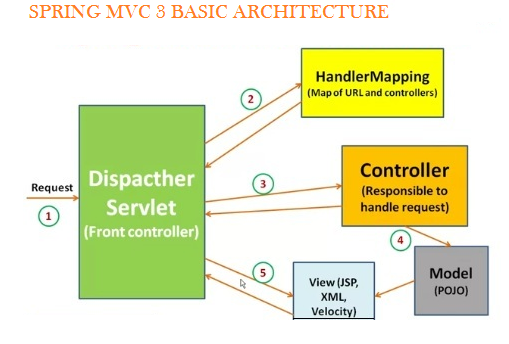 SPRING MVC 3 BASIC ARCHITECTURE
HandlerMapping
(Map of URL and controllers)
2
Request
1
Dispacther
Servlet
(Front controller)
3
Controller
(Responsible to
handle request)
4
5
View (JSP,
XML,
Velocity)
Model
(POJO)